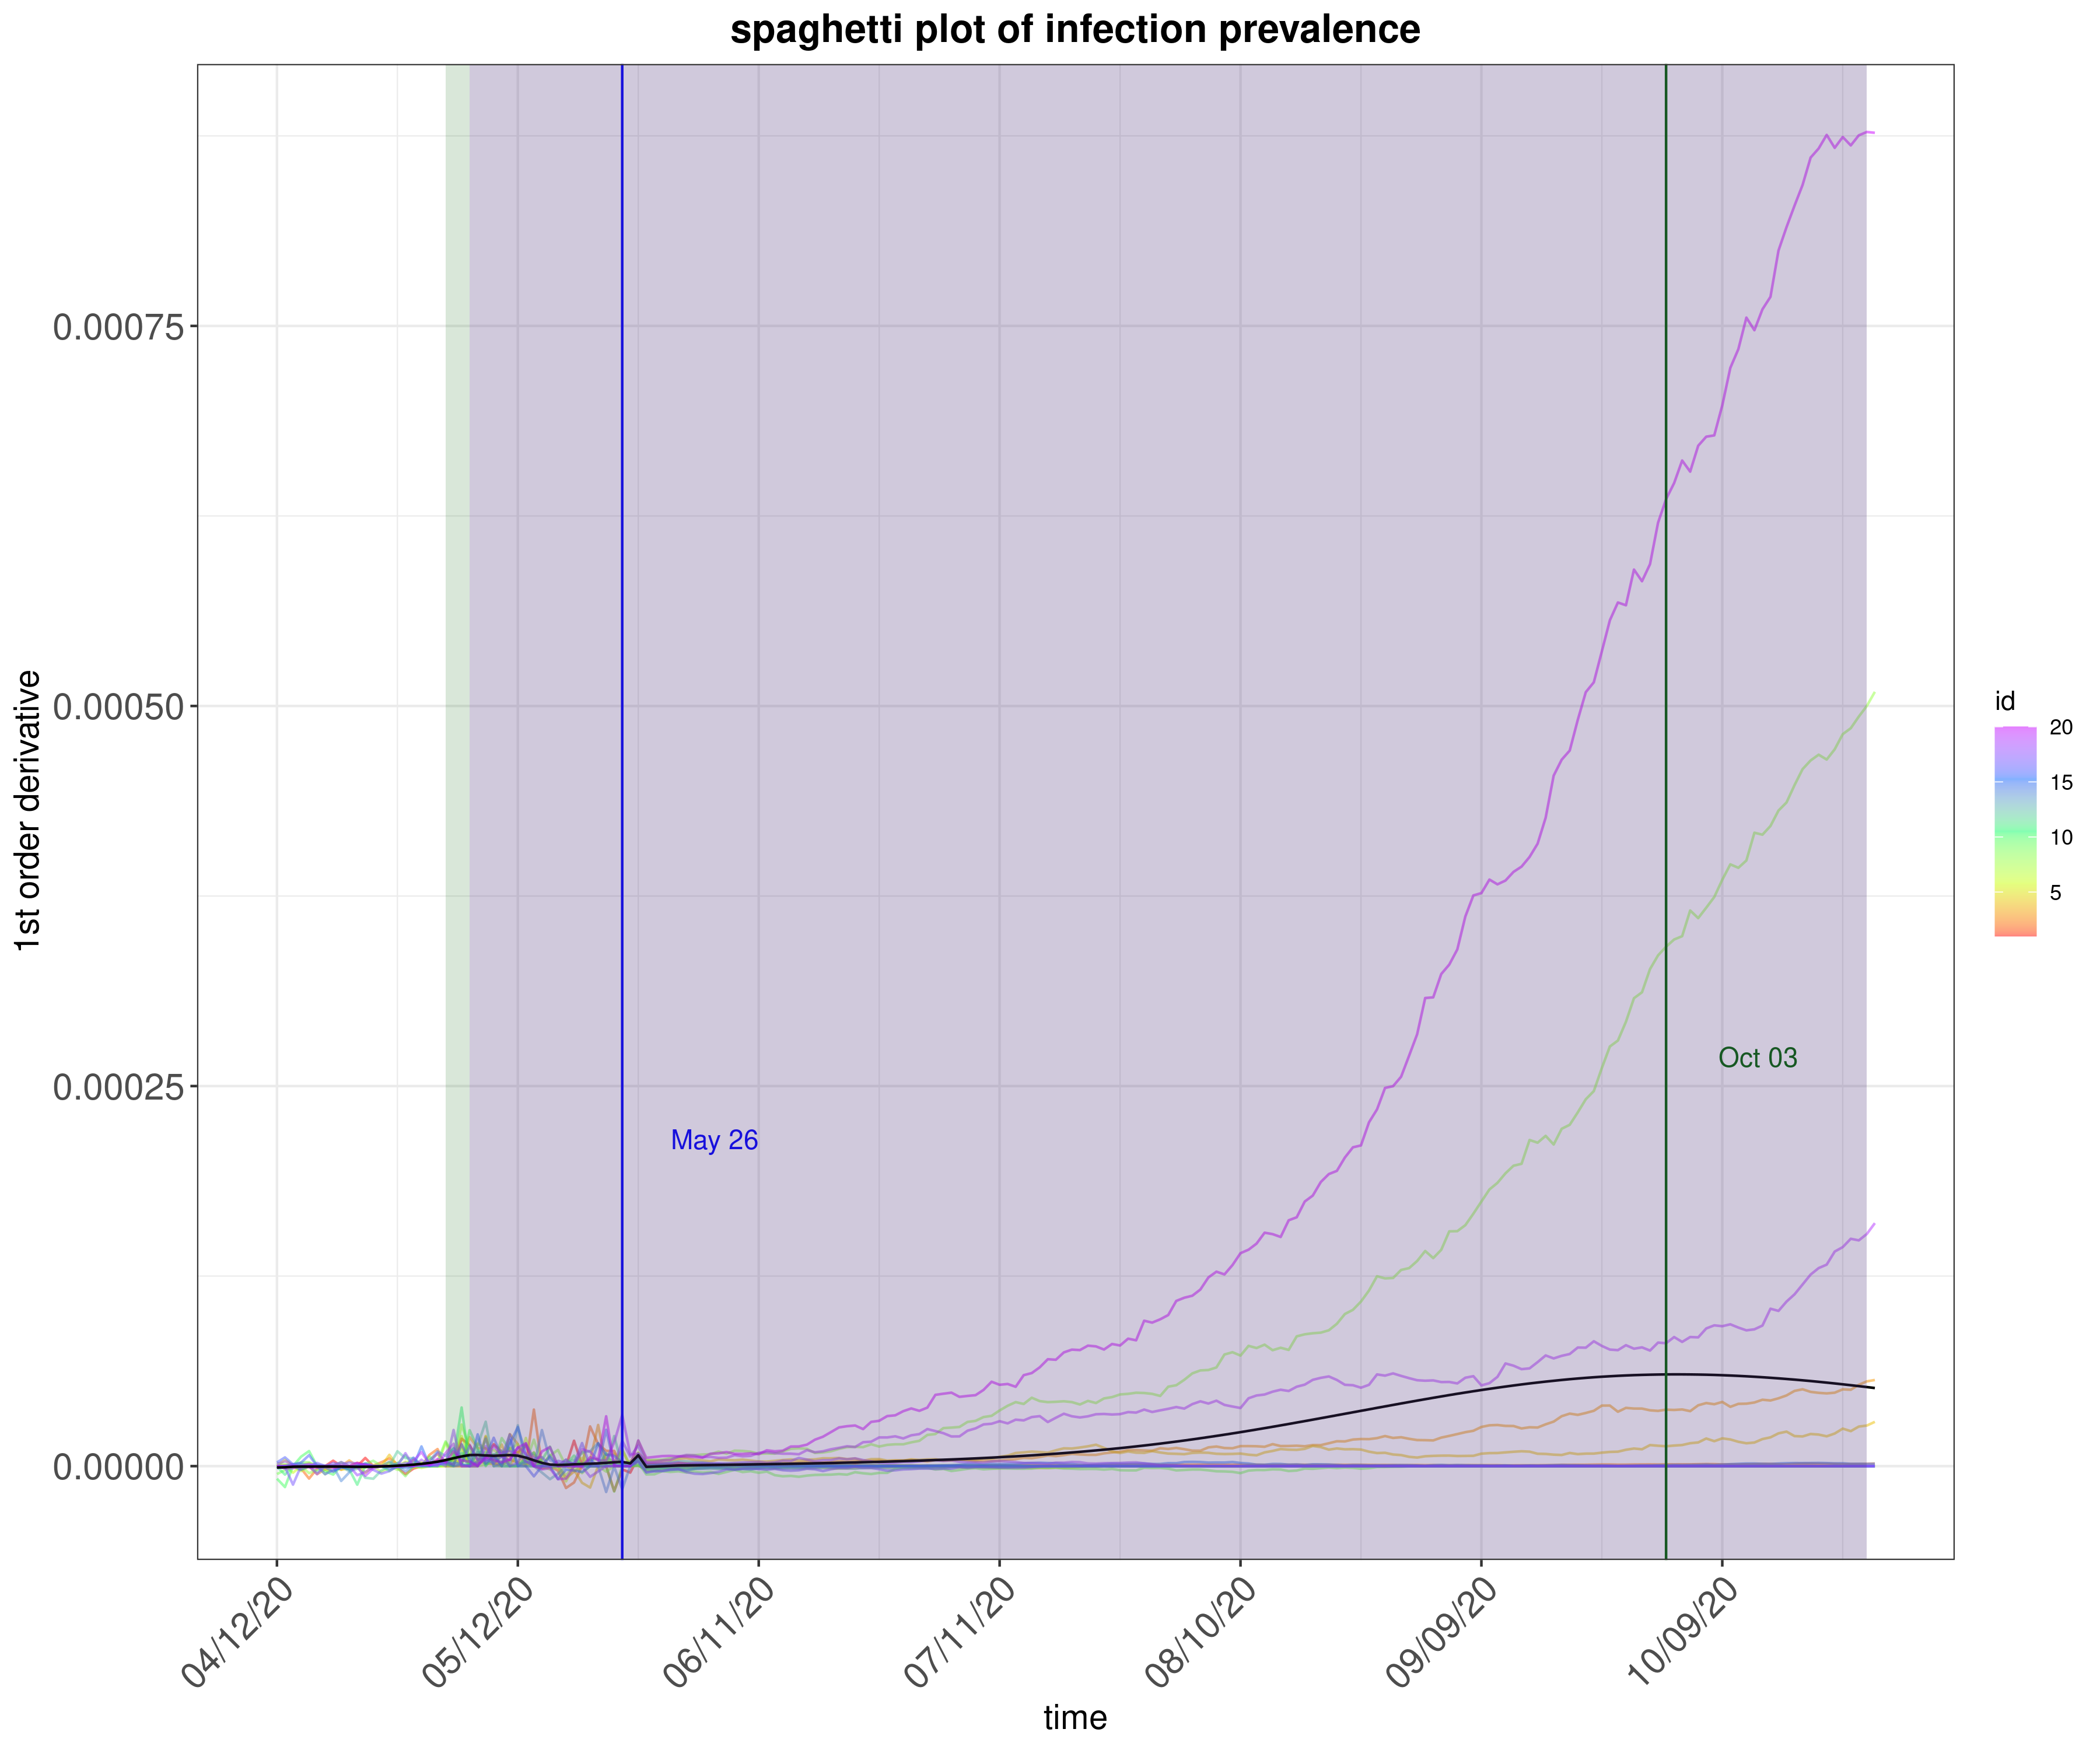 spaghetti plot of infection prevalence
1st order derivative
0.00075
0.00050
0.00025
0.00000
May 26
Oct 03
04/12/20
05/12/20
06/11/20
07/11/20
08/10/20
09/09/20
10/09/20
time
id
20
15
10
5